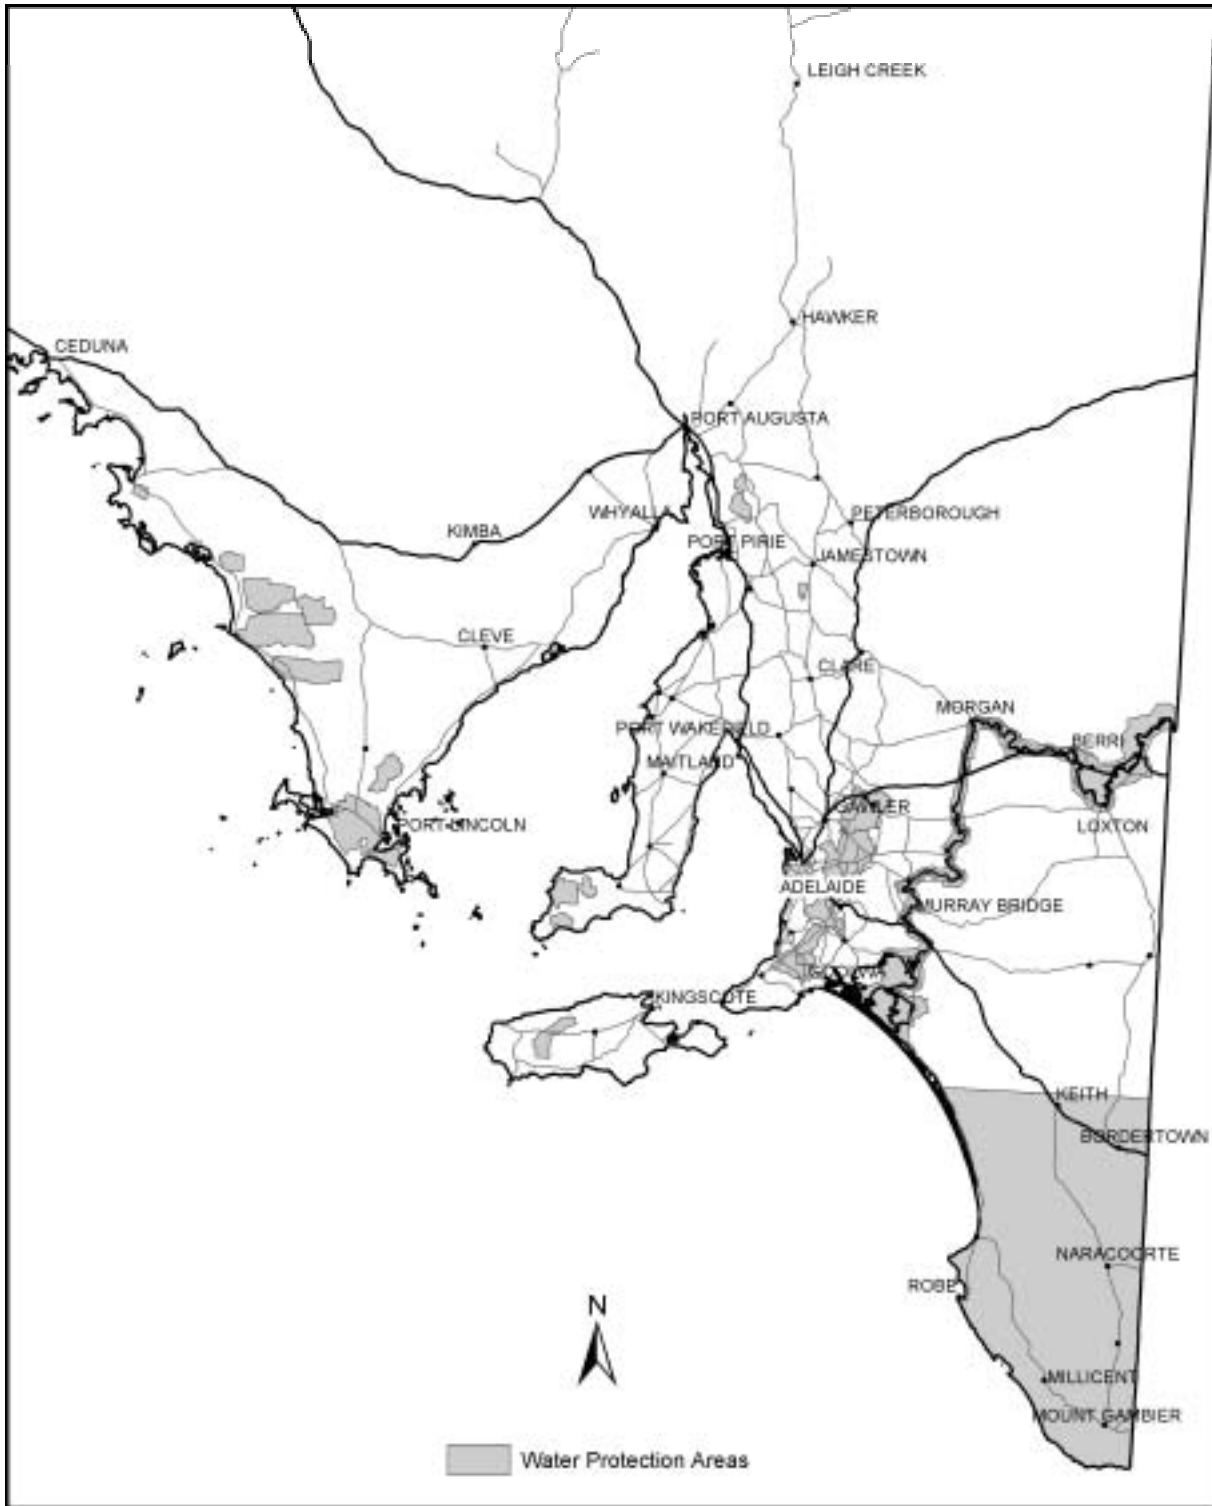 LEIGH CREEK
HAWKER
CEDUNA
PORT AUGUSTA
WHYALLA
PETERBOROUGH
KIMBA
PORT PIRIE
JAMESTOWN
CLEVE
CLARE
MORGAN
PORT WAKEFIELD
BERRI
MAITLAND
GAWLER
PORT LINCOLN
LOXTON
ADELAIDE
MURRAY BRIDGE
KINGSCOTE
KEITH
BORDERTOWN
NARACOORTE
ROBE
N
MILLICENT
MOUNT GAMBIER
Water Protection Areas